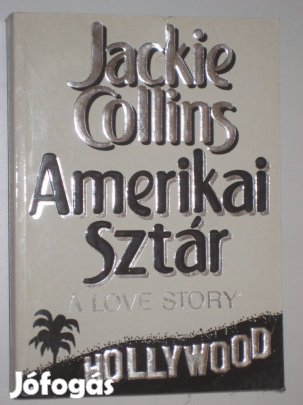 Jackie
Collins
Amerikai
Sztár
A LOVE STORY
HOLLYWOOD
Jófogás